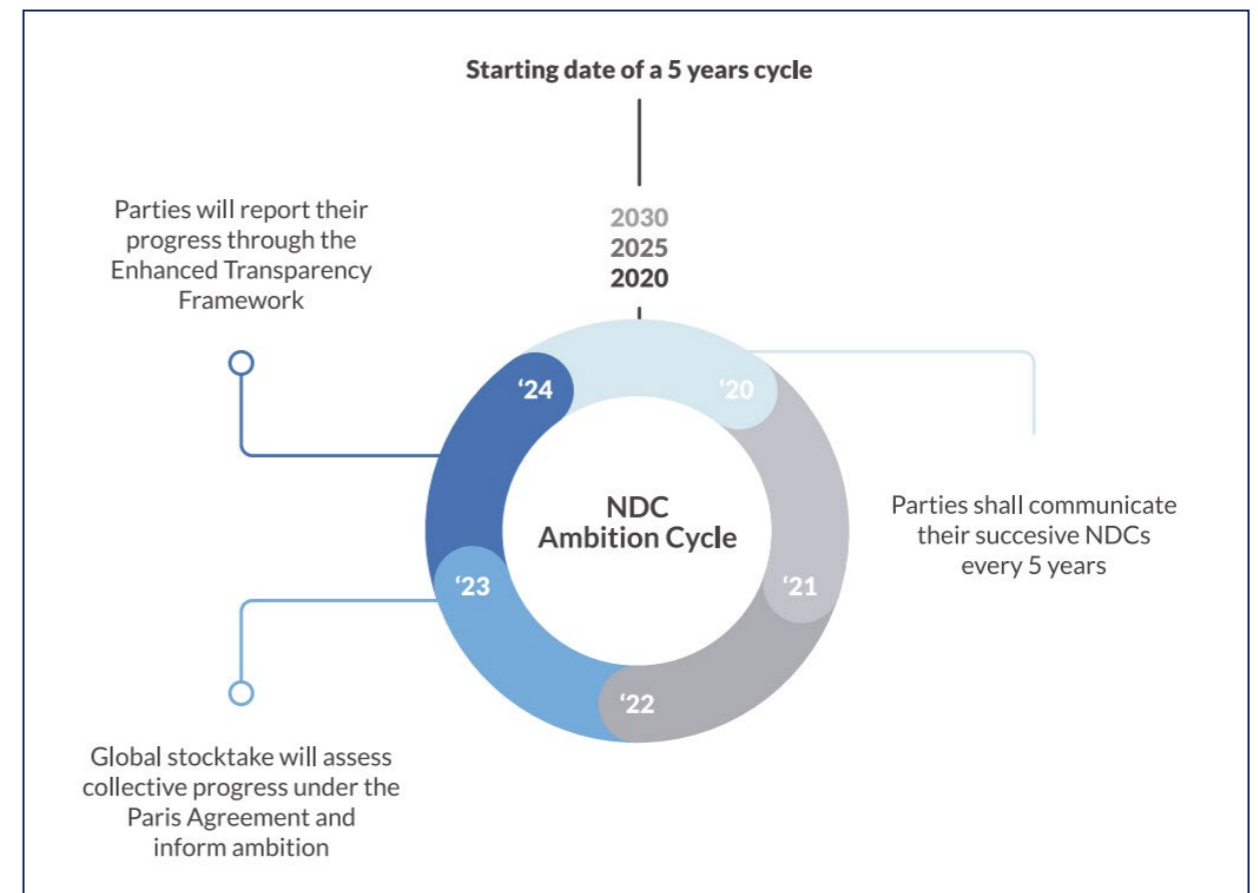 Starting date of a 5 years cycle
2030
2025
2020
Parties will report their
progress through the
Enhanced Transparency
Framework
‘24
‘20
NDC
Ambition Cycle
Parties shall communicate
their succesive NDCs
every 5 years
‘23
‘21
‘22
Global stocktake will assess
collective progress under the
Paris Agreement and
inform ambition